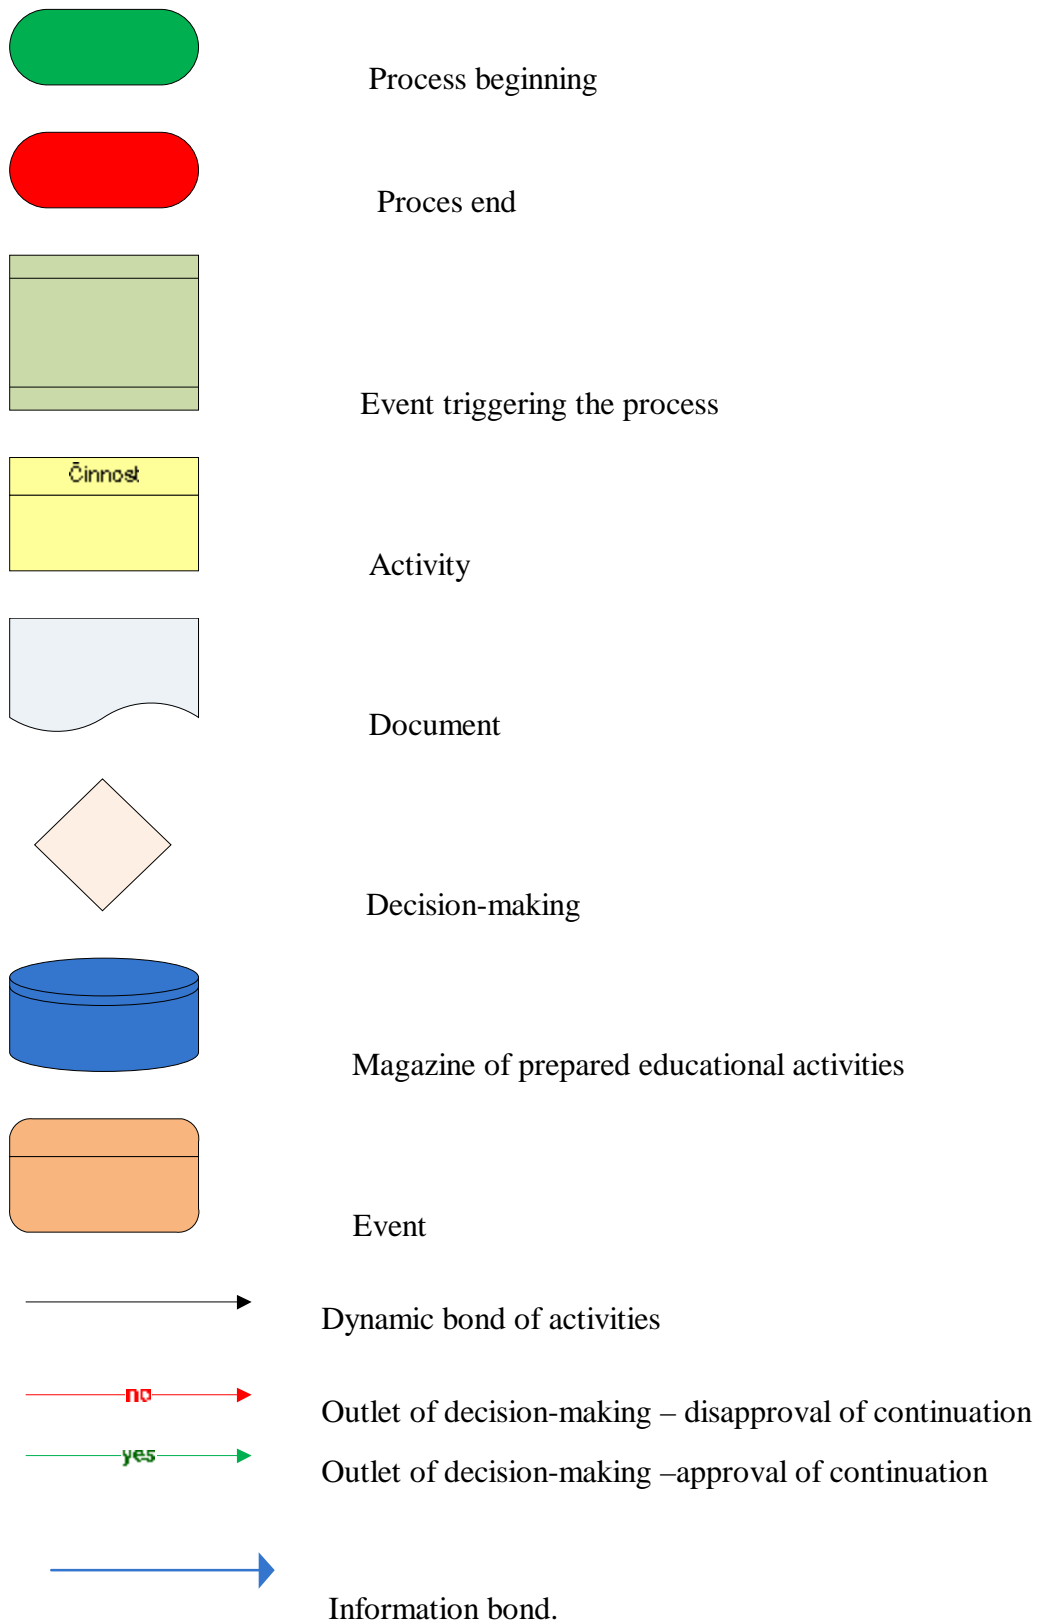 Process beginning
Proces end
Event triggering the process
Činnost
Activity
Document
Decision-making
Magazine of prepared educational activities
Event
Dynamic bond of activities
no
Outlet of decision-making – disapproval of continuation
yes
Outlet of decision-making –approval of continuation
Information bond.